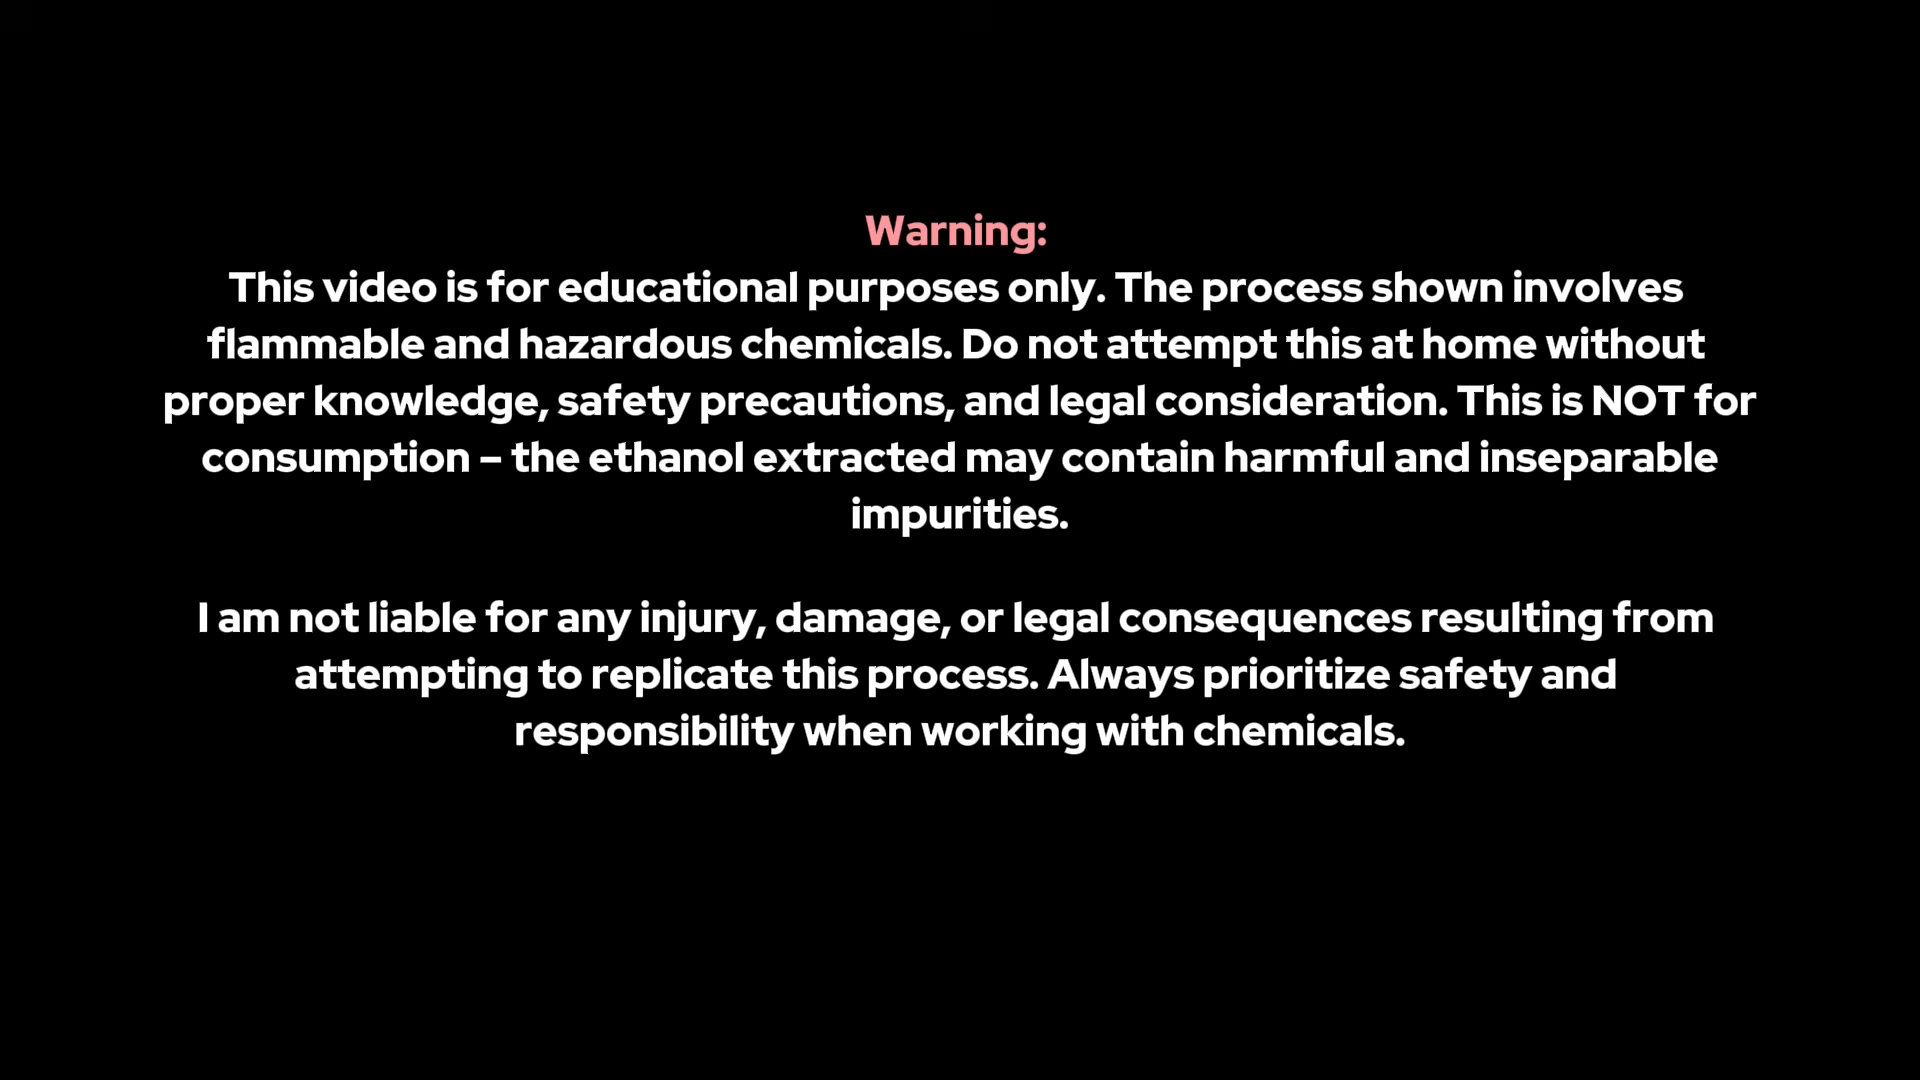 Warning:
This video is for educational purposes only. The process shown involves
flammable and hazardous chemicals. Do not attempt this at home without
proper knowledge, safety precautions, and legal consideration. This is NOT for
consumption – the ethanol extracted may contain harmful and inseparable
impurities.
I am not liable for any injury, damage, or legal consequences resulting from
attempting to replicate this process. Always prioritize safety and
responsibility when working with chemicals.